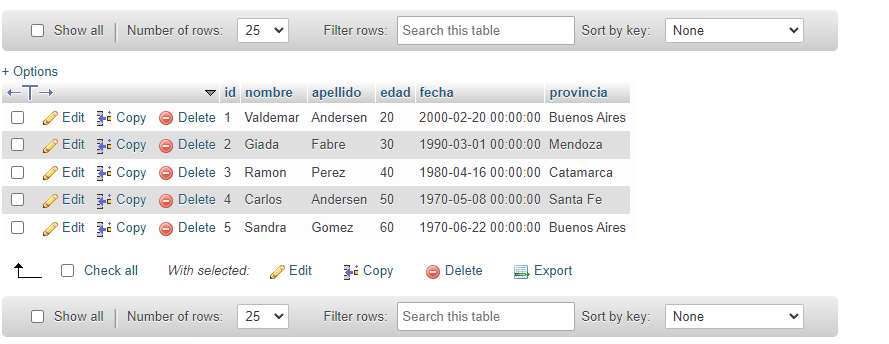 Show all Number of rows: 25 Filter rows: Search this table Sort by key: None
+ Options
id nombre apellido edad fecha provincia
Edit Copy Delete 1 Valdemar Andersen 20 2000-02-20 00:00:00 Buenos Aires
Edit Copy Delete 2 Giada Fabre 30 1990-03-01 00:00:00 Mendoza
Edit Copy Delete 3 Ramon Perez 40 1980-04-16 00:00:00 Catamarca
Edit Copy Delete 4 Carlos Andersen 50 1970-05-08 00:00:00 Santa Fe
Edit Copy Delete 5 Sandra Gomez 60 1970-06-22 00:00:00 Buenos Aires
Check all With selected: Edit Copy Delete Export
Show all Number of rows: 25 Filter rows: Search this table Sort by key: None